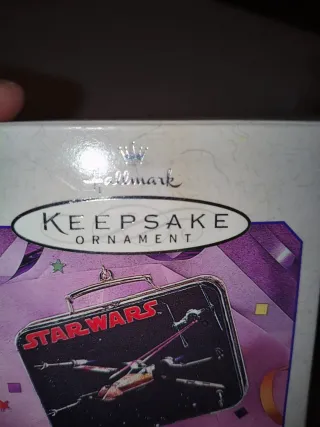 Hallmark
KEEPSAKE
ORNAMENT
STAR WARS